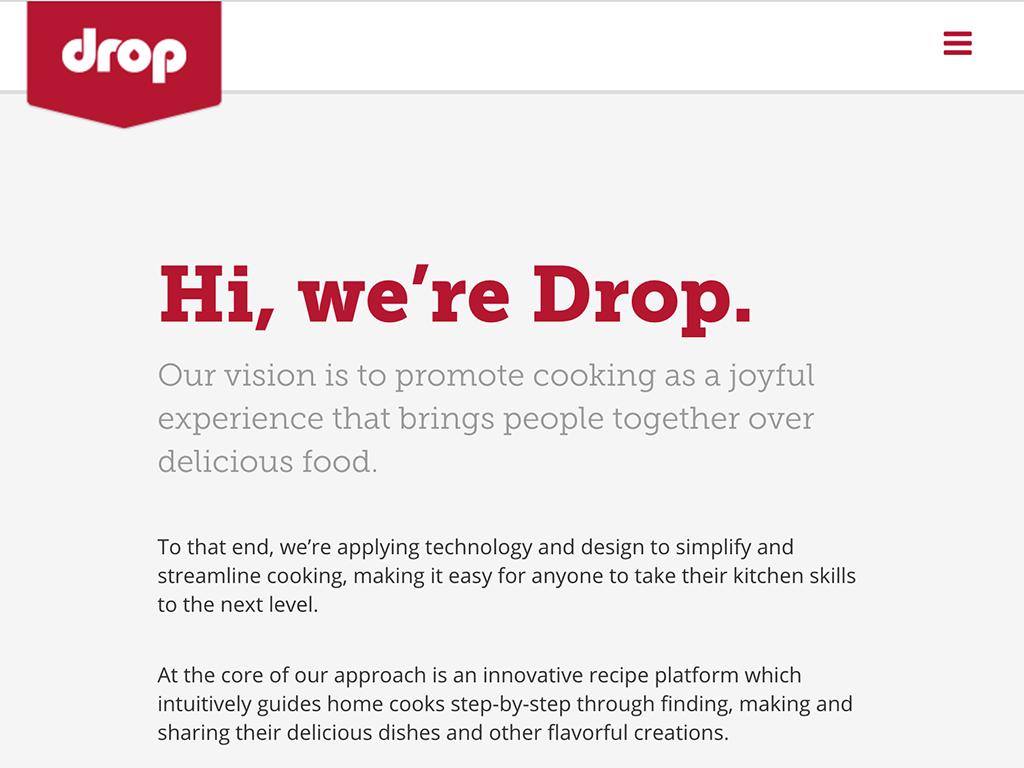 drop
Hi, we’re Drop.
Our vision is to promote cooking as a joyful
experience that brings people together over
delicious food.
To that end, we’re applying technology and design to simplify and
streamline cooking, making it easy for anyone to take their kitchen skills
to the next level.
At the core of our approach is an innovative recipe platform which
intuitively guides home cooks step-by-step through finding, making and
sharing their delicious dishes and other flavorful creations.